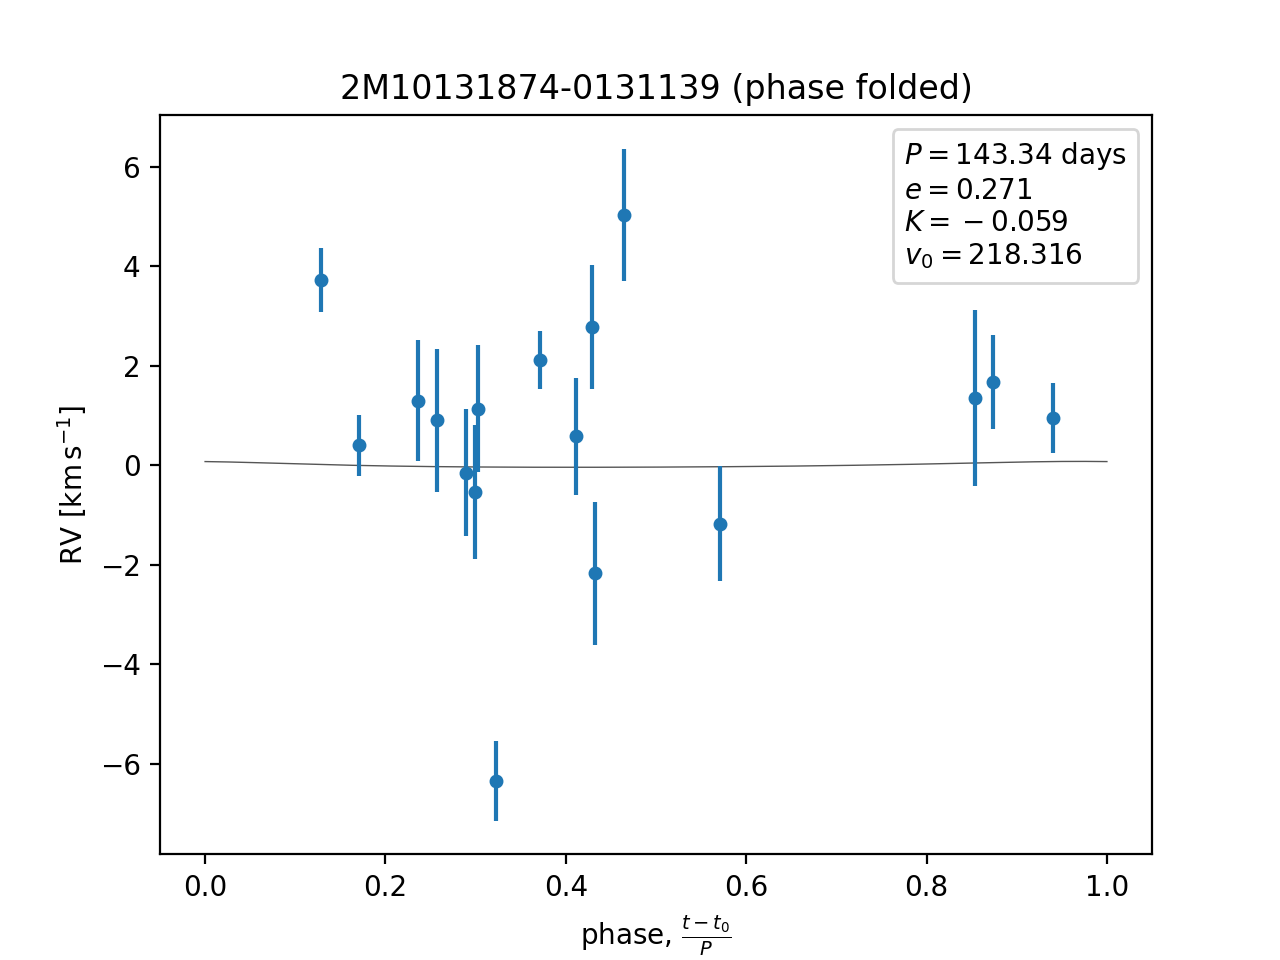 2M10131874-0131139 (phase folded)
P = 143.34 days
e = 0.271
K = −0.059
v₀ = 218.316
6
4
2
0
−2
−4
−6
RV [km s⁻¹]
0.0 0.2 0.4 0.6 0.8 1.0
phase, (t − t₀)/P